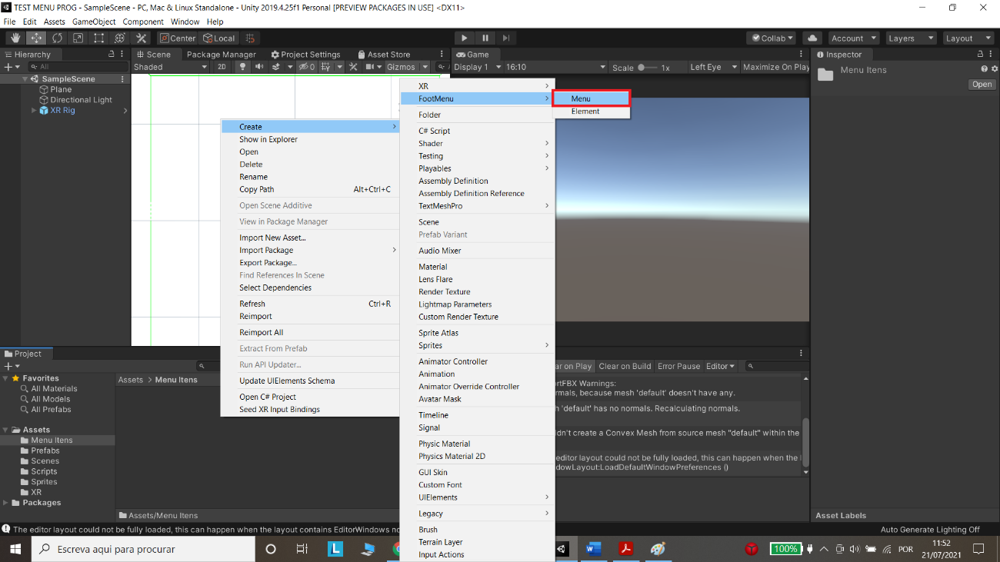 TEST MENU PROG - SampleScene - PC, Mac & Linux Standalone - Unity 2019.4.25f1 Personal [PREVIEW PACKAGES IN USE] <DX11>
File Edit Assets GameObject Component Window Help
Center Local Collab Account Layers Layout
Hierarchy
All
SampleScene
Plane
Directional Light
XR Rig
Scene Package Manager Project Settings Asset Store
Shaded 2D 0 Gizmos
Game
Display 1 16:10 Scale 1x Left Eye Maximize On Play
Inspector
Menu Itens
Open
Create
Show in Explorer
Open
Delete
Rename
Copy Path Alt+Ctrl+C
Open Scene Additive
View in Package Manager
Import New Asset...
Import Package
Export Package...
Find References In Scene
Select Dependencies
Refresh Ctrl+R
Reimport
Reimport All
Extract From Prefab
Run API Updater...
Update UIElements Schema
Open C# Project
Seed XR Input Bindings
XR
FootMenu
Folder
C# Script
Shader
Testing
Playables
Assembly Definition
Assembly Definition Reference
TextMeshPro
Scene
Prefab Variant
Audio Mixer
Material
Lens Flare
Render Texture
Lightmap Parameters
Custom Render Texture
Sprite Atlas
Sprites
Animator Controller
Animation
Animator Override Controller
Avatar Mask
Timeline
Signal
Physic Material
Physics Material 2D
GUI Skin
Custom Font
UIElements
Legacy
Brush
Terrain Layer
Input Actions
Menu
Element
Project
Favorites
All Materials
All Models
All Prefabs
Assets
Menu Itens
Prefabs
Scenes
Scripts
Sprites
XR
Packages
Assets > Menu Itens
Assets/Menu Itens
on Play Clear on Build Error Pause Editor
Warnings:
because mesh 'default' doesn't have any.
'default' has no normals. Recalculating normals.
create a Convex Mesh from source mesh "default" within the
editor layout could not be fully loaded, this can happen when the
LoadDefaultWindowPreferences ()
Asset Labels
The editor layout could not be fully loaded, this can happen when the layout contains EditorWindows
Auto Generate Lighting Off
Escreva aqui para procurar
L
W
100%
POR
11:52
21/07/2021